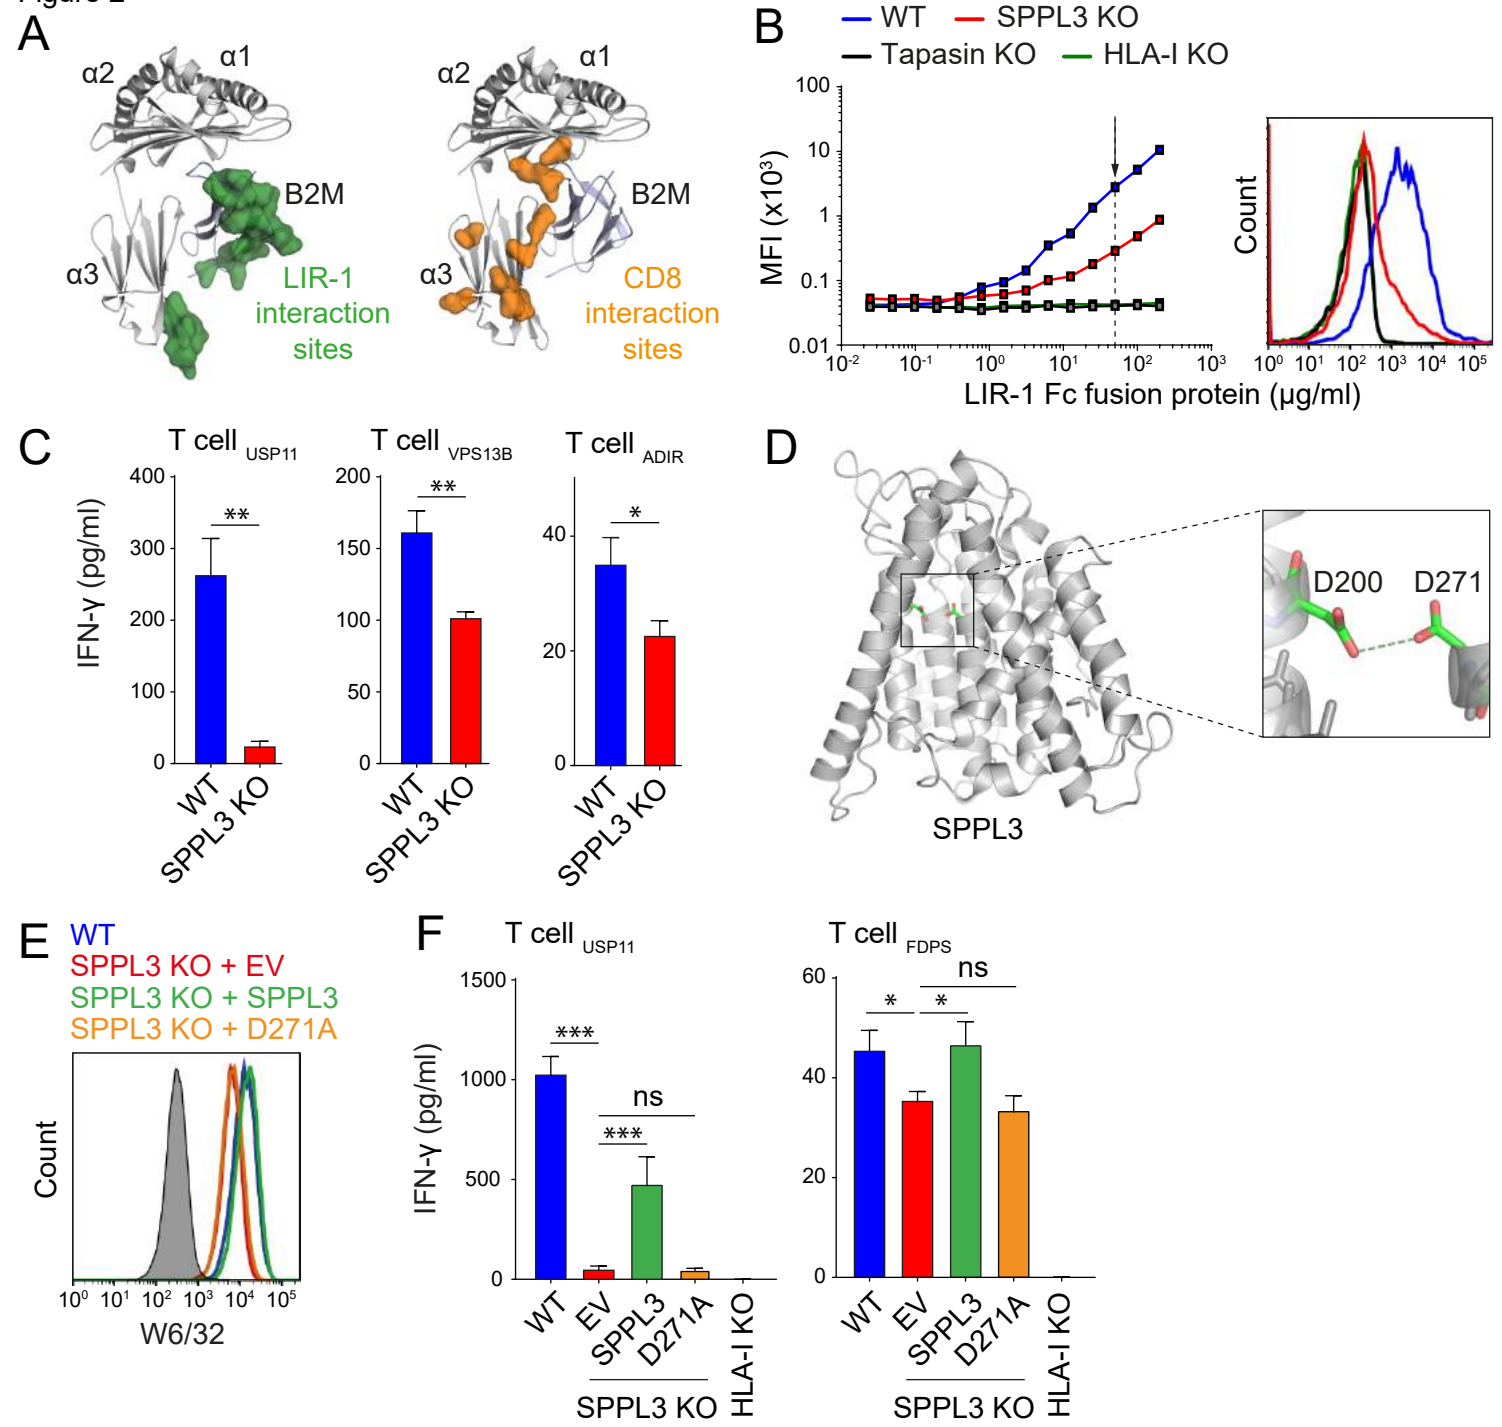 Figure 2
A
α2
α1
α3
B2M
LIR-1
interaction
sites
α2
α1
α3
B2M
CD8
interaction
sites
B
WT
SPPL3 KO
Tapasin KO
HLA-I KO
MFI (x10³)
100
10
1
0.1
0.01
10⁻²
10⁻¹
10⁰
10¹
10²
10³
LIR-1 Fc fusion protein (µg/ml)
Count
10⁰
10¹
10²
10³
10⁴
10⁵
C
IFN-γ (pg/ml)
T cell USP11
400
300
200
100
0
**
WT
SPPL3 KO
T cell VPS13B
200
150
100
50
0
**
WT
SPPL3 KO
T cell ADIR
40
20
0
*
WT
SPPL3 KO
D
SPPL3
D200
D271
E
WT
SPPL3 KO + EV
SPPL3 KO + SPPL3
SPPL3 KO + D271A
Count
10⁰
10¹
10²
10³
10⁴
10⁵
W6/32
F
IFN-γ (pg/ml)
T cell USP11
1500
1000
500
0
***
ns
***
WT
EV
SPPL3
D271A
HLA-I KO
SPPL3 KO
T cell FDPS
60
40
20
0
ns
*
*
WT
EV
SPPL3
D271A
HLA-I KO
SPPL3 KO